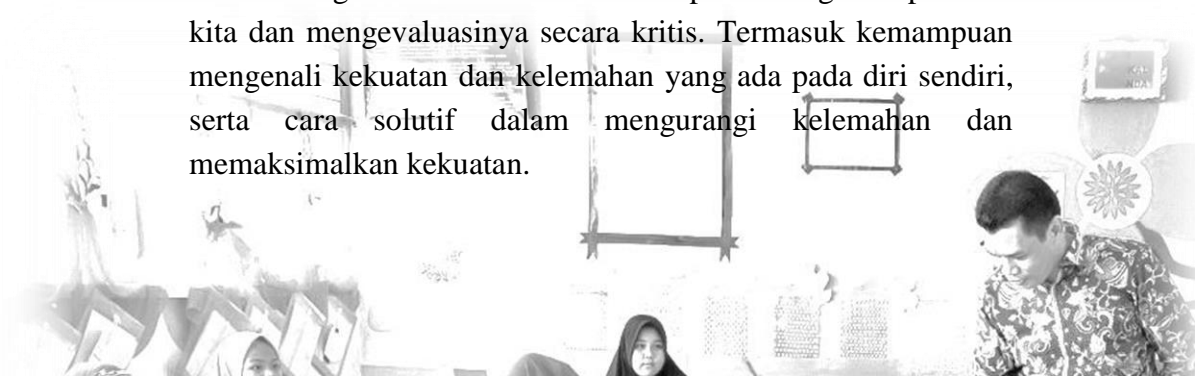 kita dan mengevaluasinya secara kritis. Termasuk kemampuan
mengenali kekuatan dan kelemahan yang ada pada diri sendiri,
serta cara solutif dalam mengurangi kelemahan dan
memaksimalkan kekuatan.